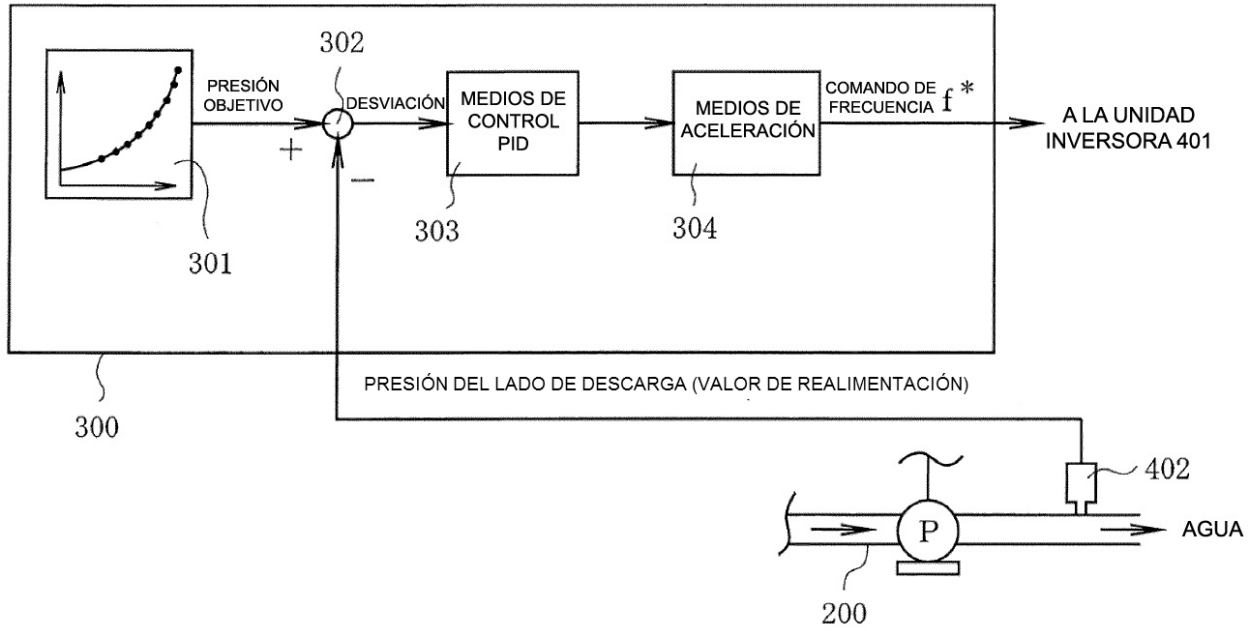 302
PRESIÓN
OBJETIVO
DESVIACIÓN
+
−
MEDIOS DE
CONTROL
PID
MEDIOS DE
ACELERACIÓN
COMANDO DE
FRECUENCIA f*
A LA UNIDAD
INVERSORA 401
301
303
304
300
PRESIÓN DEL LADO DE DESCARGA (VALOR DE REALIMENTACIÓN)
402
P
AGUA
200